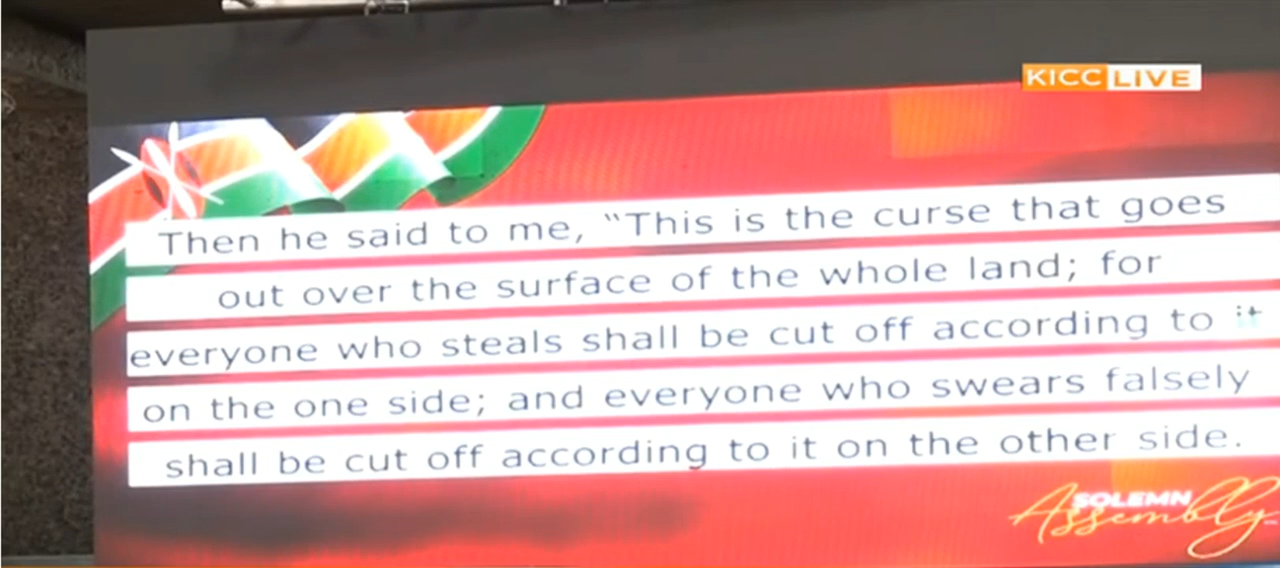 KICC LIVE
Then he said to me, “This is the curse that goes
out over the surface of the whole land; for
everyone who steals shall be cut off according to it
on the one side; and everyone who swears falsely
shall be cut off according to it on the other side.
SOLEMN
Assembly